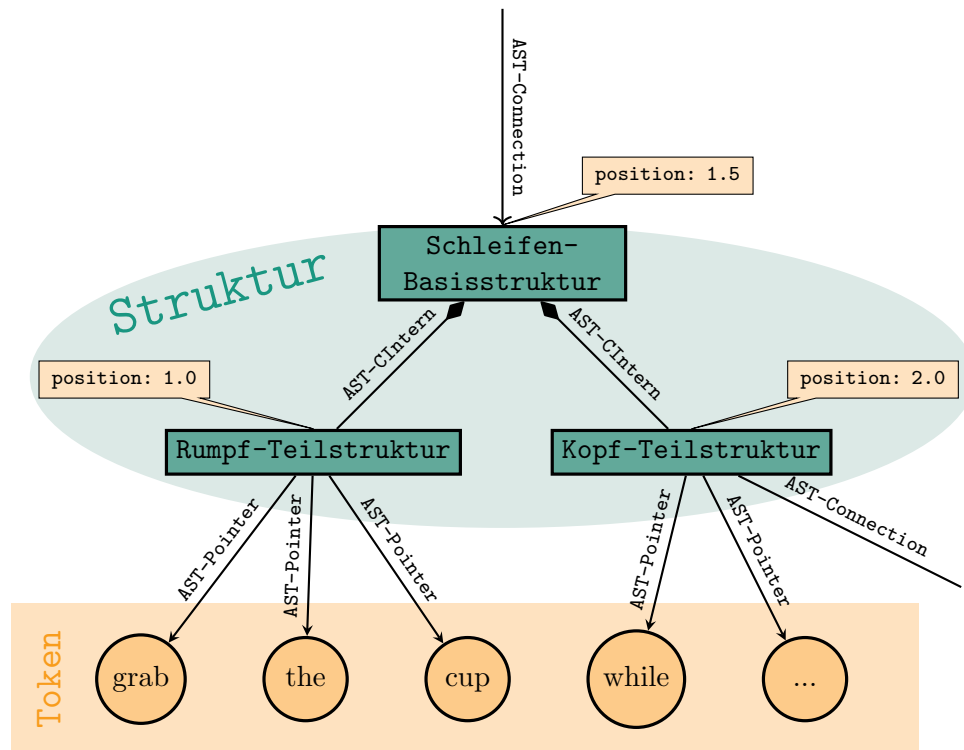 AST-Connection
position: 1.5
Schleifen-
Basisstruktur
Struktur
AST-CIntern
AST-CIntern
position: 1.0
position: 2.0
Rumpf-Teilstruktur
Kopf-Teilstruktur
AST-Pointer
AST-Pointer
AST-Pointer
AST-Pointer
AST-Pointer
AST-Connection
Token
grab
the
cup
while
...